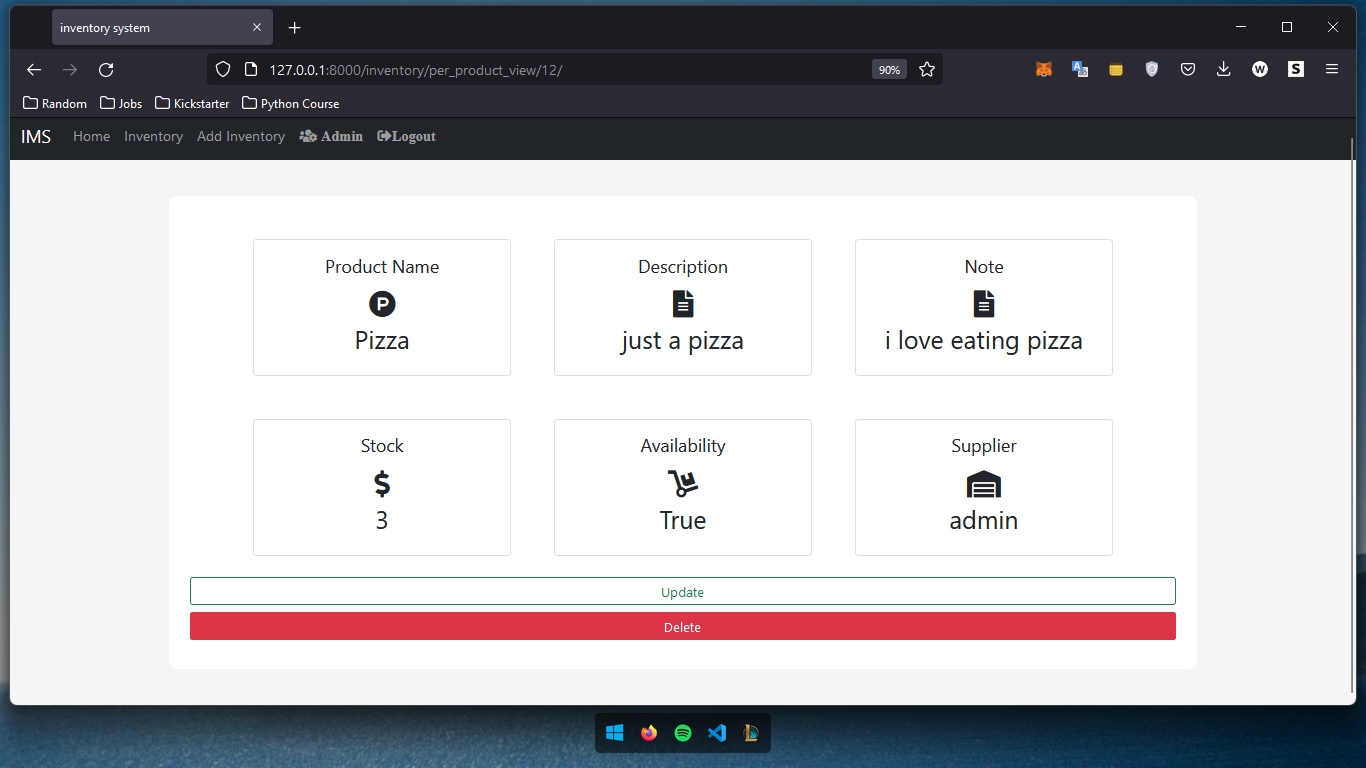 inventory system
127.0.0.1:8000/inventory/per_product_view/12/
90%
Random Jobs Kickstarter Python Course
IMS Home Inventory Add Inventory Admin Logout
Product Name
P
Pizza
Description
just a pizza
Note
i love eating pizza
Stock
$
3
Availability
True
Supplier
admin
Update
Delete